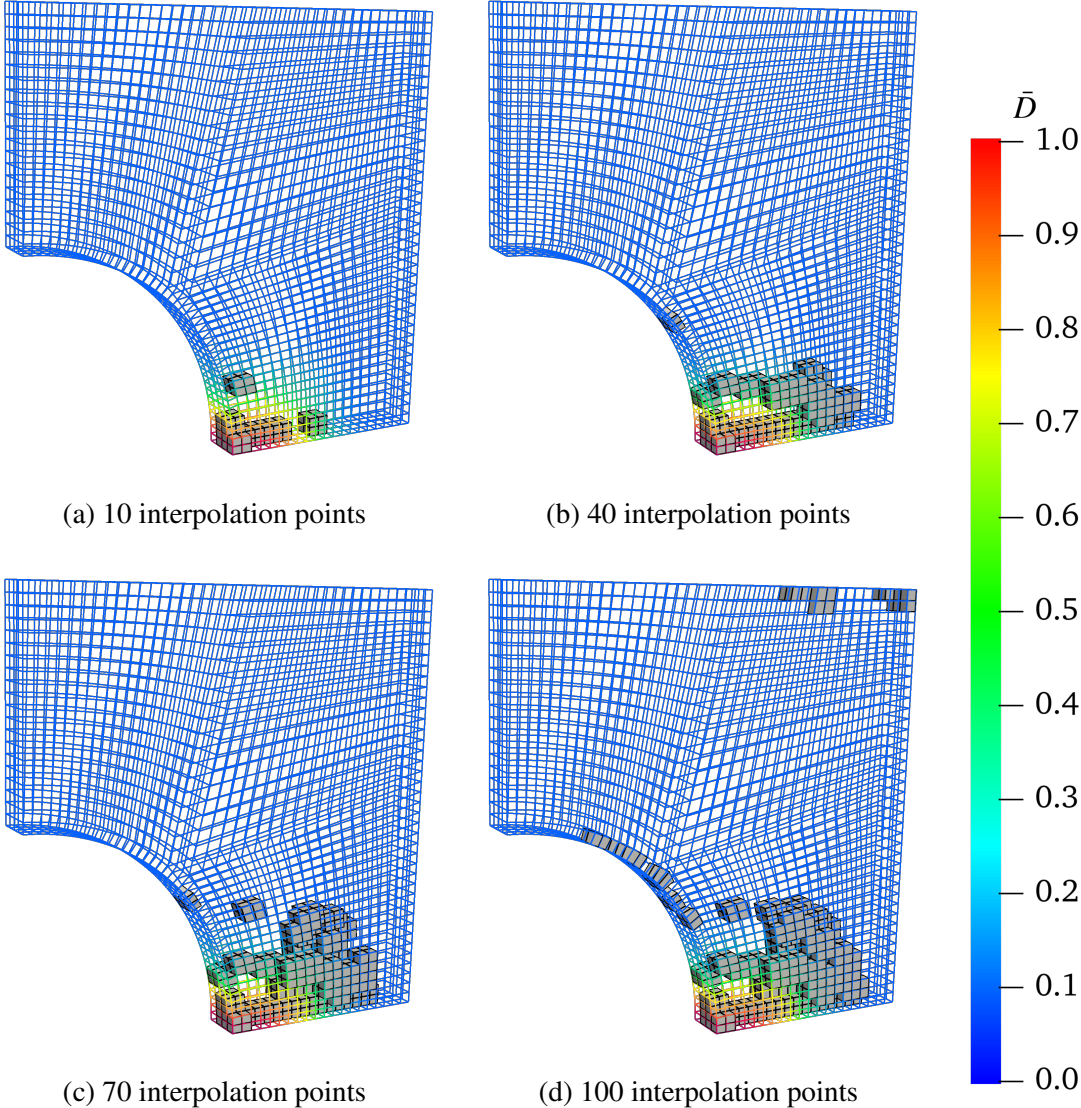 D̄
1.0
0.9
0.8
0.7
0.6
0.5
0.4
0.3
0.2
0.1
0.0
(a) 10 interpolation points
(b) 40 interpolation points
(c) 70 interpolation points
(d) 100 interpolation points